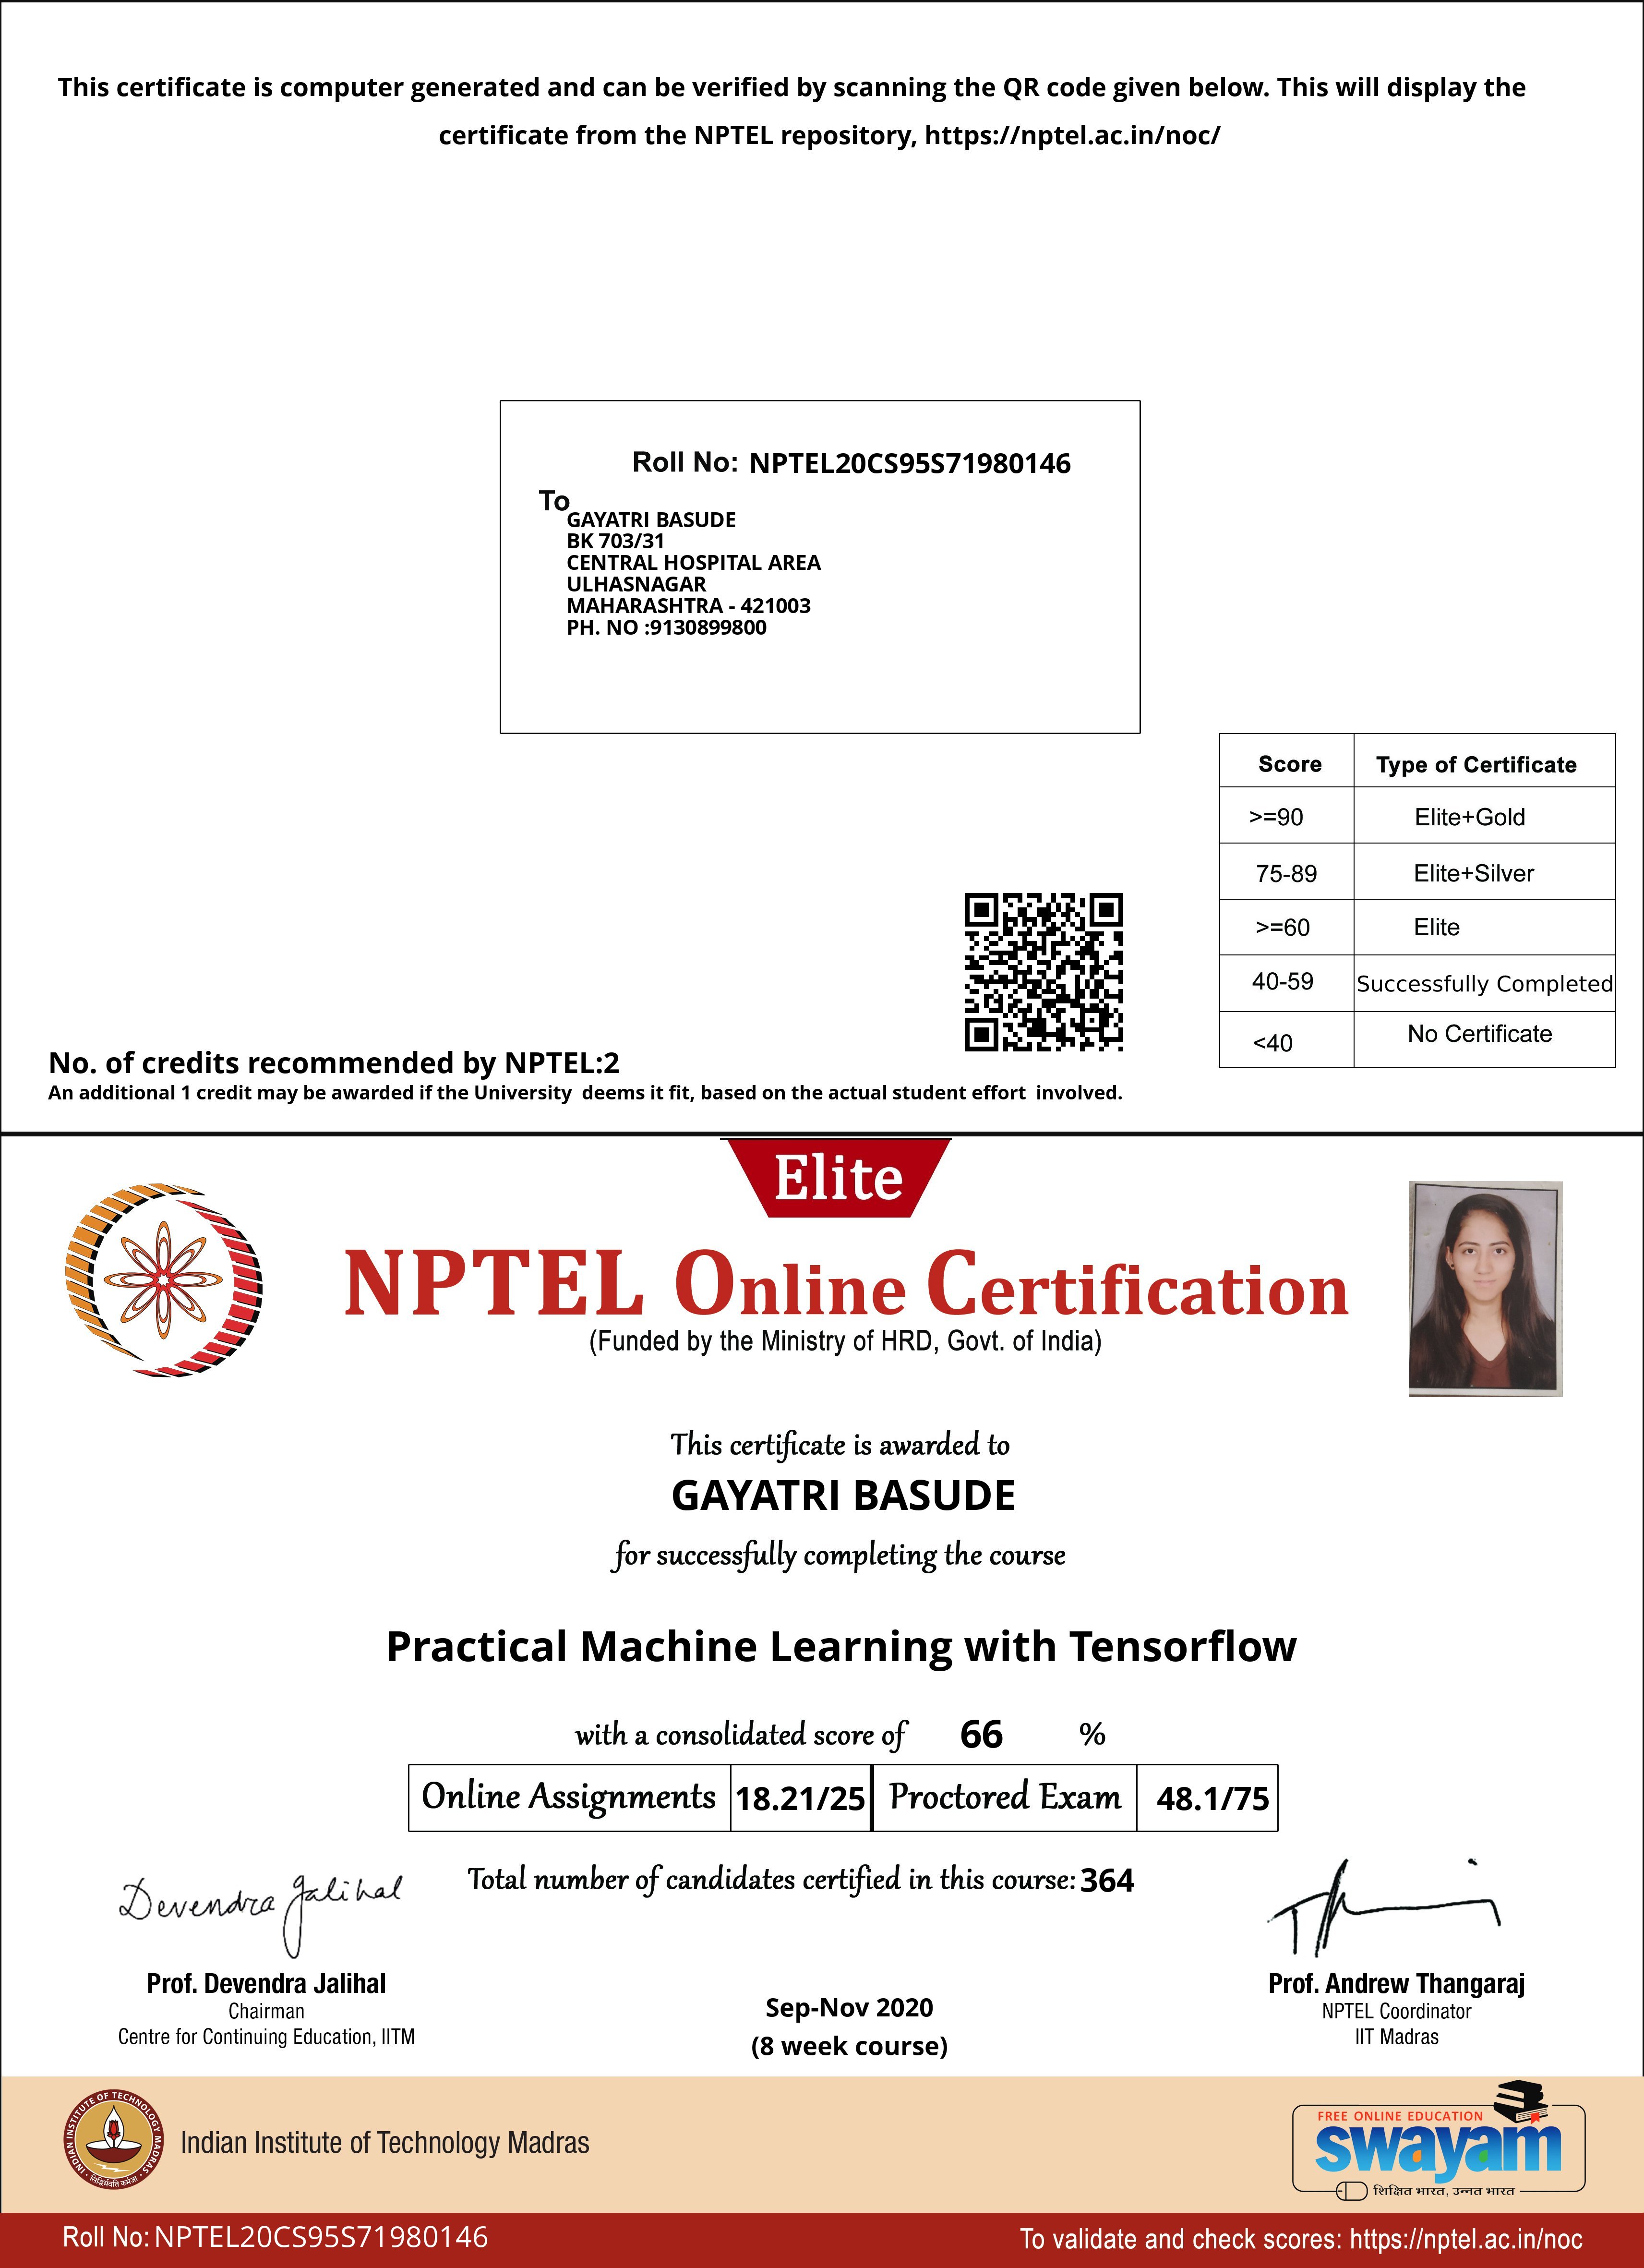 This certificate is computer generated and can be verified by scanning the QR code given below. This will display the
certificate from the NPTEL repository, https://nptel.ac.in/noc/
Roll No: NPTEL20CS95S71980146
To
GAYATRI BASUDE
BK 703/31
CENTRAL HOSPITAL AREA
ULHASNAGAR
MAHARASHTRA - 421003
PH. NO :9130899800
Score Type of Certificate
>=90 Elite+Gold
75-89 Elite+Silver
>=60 Elite
40-59 Successfully Completed
<40 No Certificate
No. of credits recommended by NPTEL:2
An additional 1 credit may be awarded if the University deems it fit, based on the actual student effort involved.
Elite
NPTEL Online Certification
(Funded by the Ministry of HRD, Govt. of India)
This certificate is awarded to
GAYATRI BASUDE
for successfully completing the course
Practical Machine Learning with Tensorflow
with a consolidated score of 66 %
Online Assignments 18.21/25 Proctored Exam 48.1/75
Total number of candidates certified in this course: 364
Devendra Jalihal
Prof. Devendra Jalihal
Chairman
Centre for Continuing Education, IITM
Sep-Nov 2020
(8 week course)
Prof. Andrew Thangaraj
NPTEL Coordinator
IIT Madras
INDIAN INSTITUTE OF TECHNOLOGY MADRAS
सिद्धिर्भवति कर्मजा
Indian Institute of Technology Madras
FREE ONLINE EDUCATION
swayam
शिक्षित भारत, उन्नत भारत
Roll No: NPTEL20CS95S71980146
To validate and check scores: https://nptel.ac.in/noc